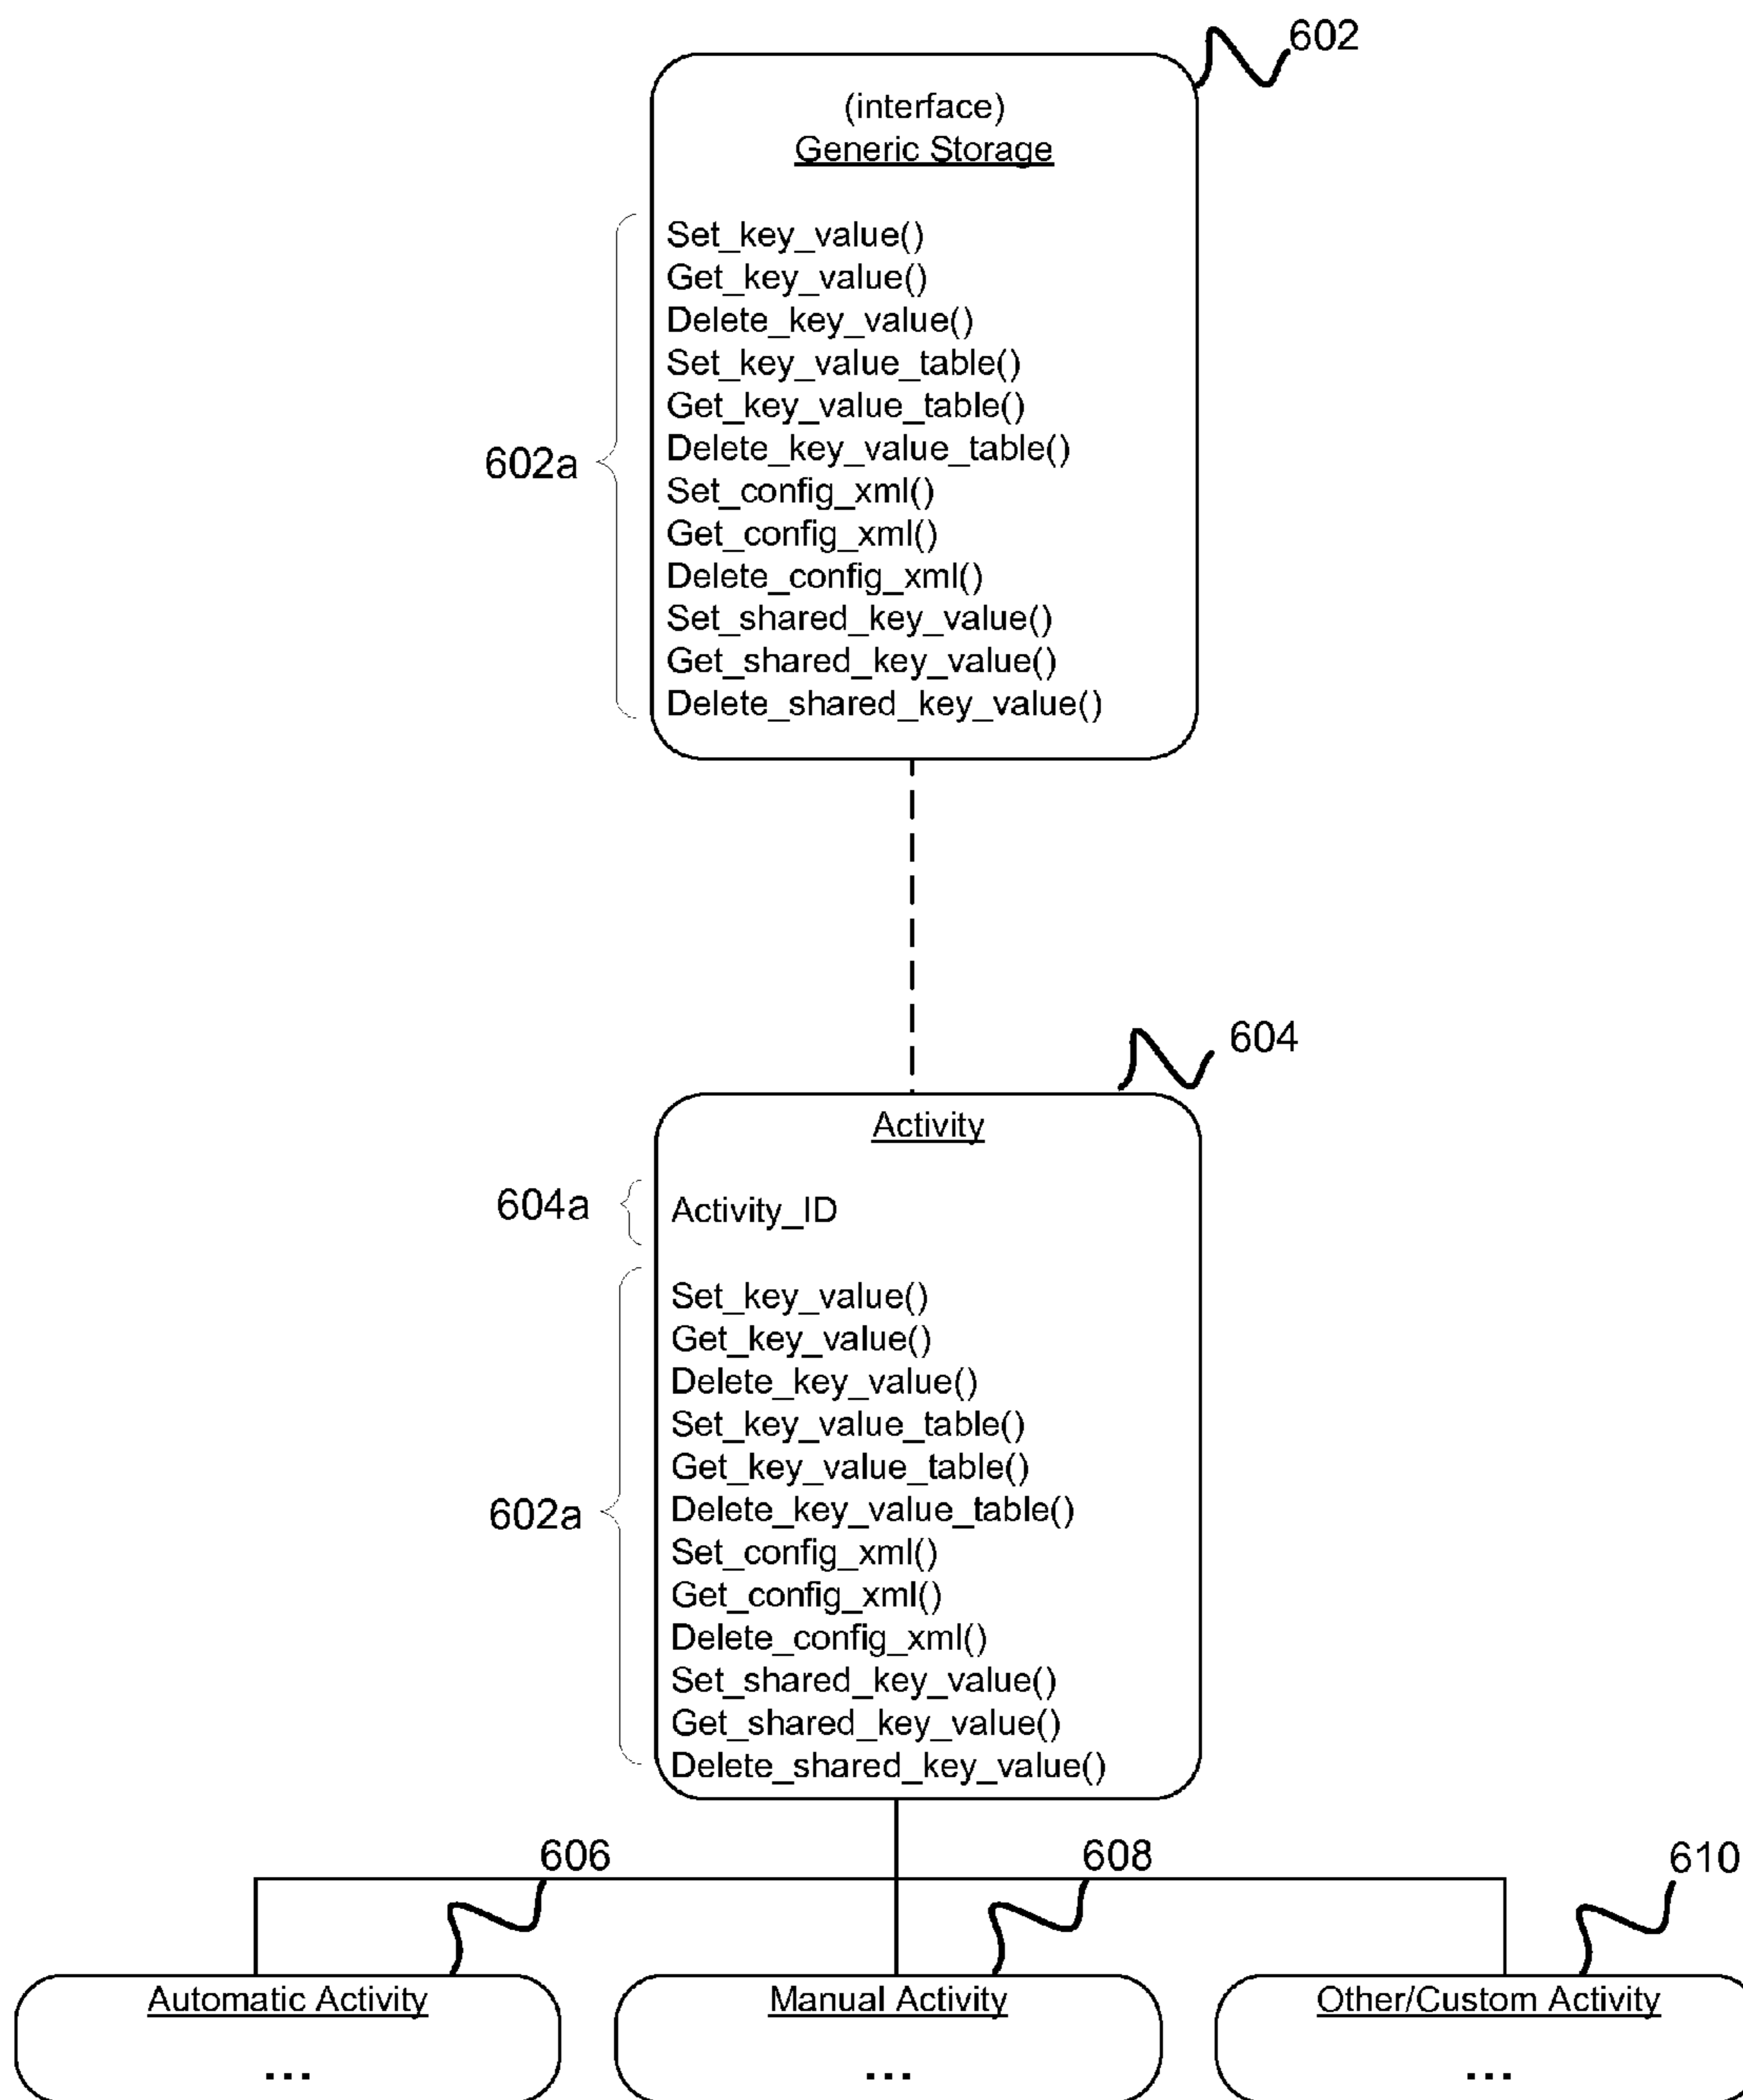 602
(interface)
Generic Storage
602a
Set_key_value()
Get_key_value()
Delete_key_value()
Set_key_value_table()
Get_key_value_table()
Delete_key_value_table()
Set_config_xml()
Get_config_xml()
Delete_config_xml()
Set_shared_key_value()
Get_shared_key_value()
Delete_shared_key_value()
604
Activity
604a
Activity_ID
602a
Set_key_value()
Get_key_value()
Delete_key_value()
Set_key_value_table()
Get_key_value_table()
Delete_key_value_table()
Set_config_xml()
Get_config_xml()
Delete_config_xml()
Set_shared_key_value()
Get_shared_key_value()
Delete_shared_key_value()
606
608
610
Automatic Activity
...
Manual Activity
...
Other/Custom Activity
...